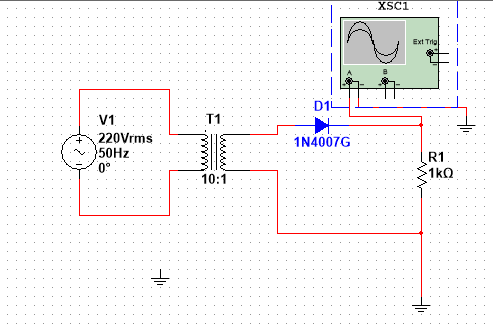 XSC1
Ext Trig
+
-
A
B
+ - + -
D1
1N4007G
V1
220Vrms
50Hz
0°
T1
10:1
R1
1kΩ